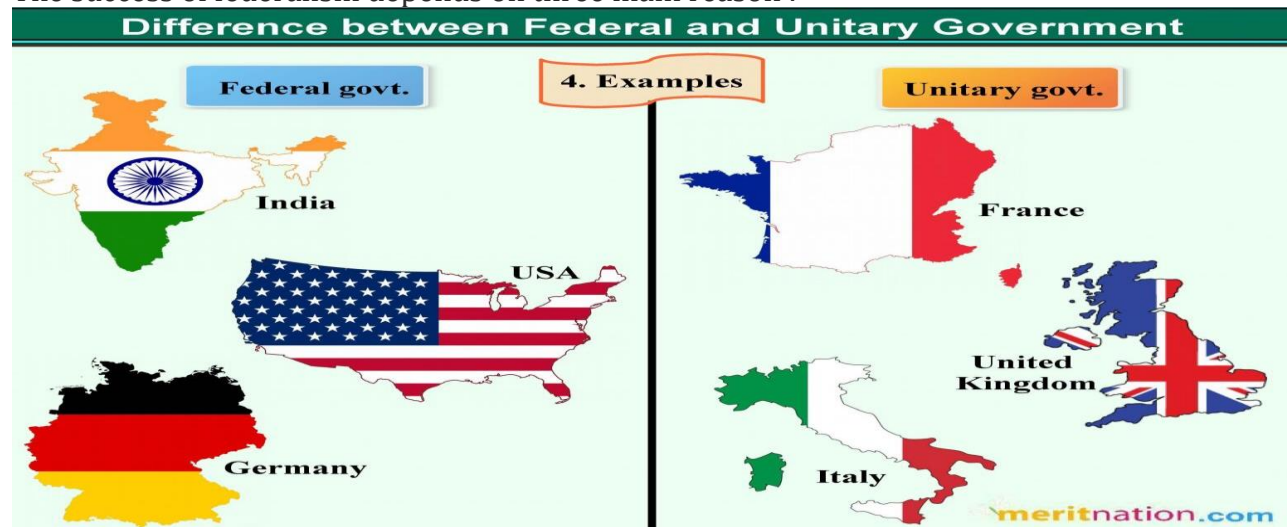 The success of federalism depends on three main reason :
Difference between Federal and Unitary Government
Federal govt.
4. Examples
Unitary govt.
India
France
USA
United
Kingdom
Germany
Italy
meritnation.com